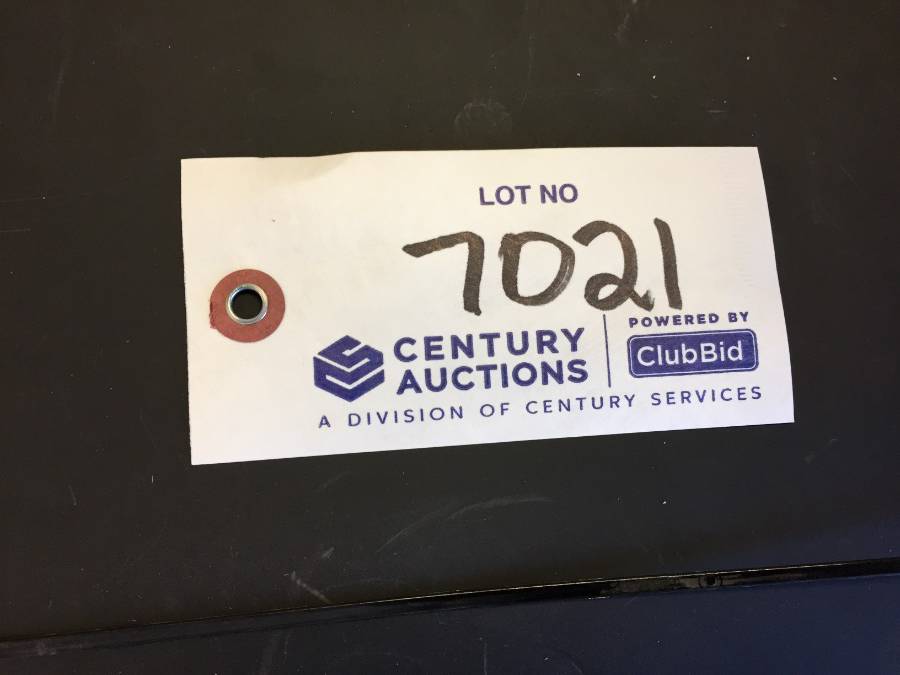 LOT NO
7021
CENTURY
AUCTIONS
POWERED BY
ClubBid
A DIVISION OF CENTURY SERVICES